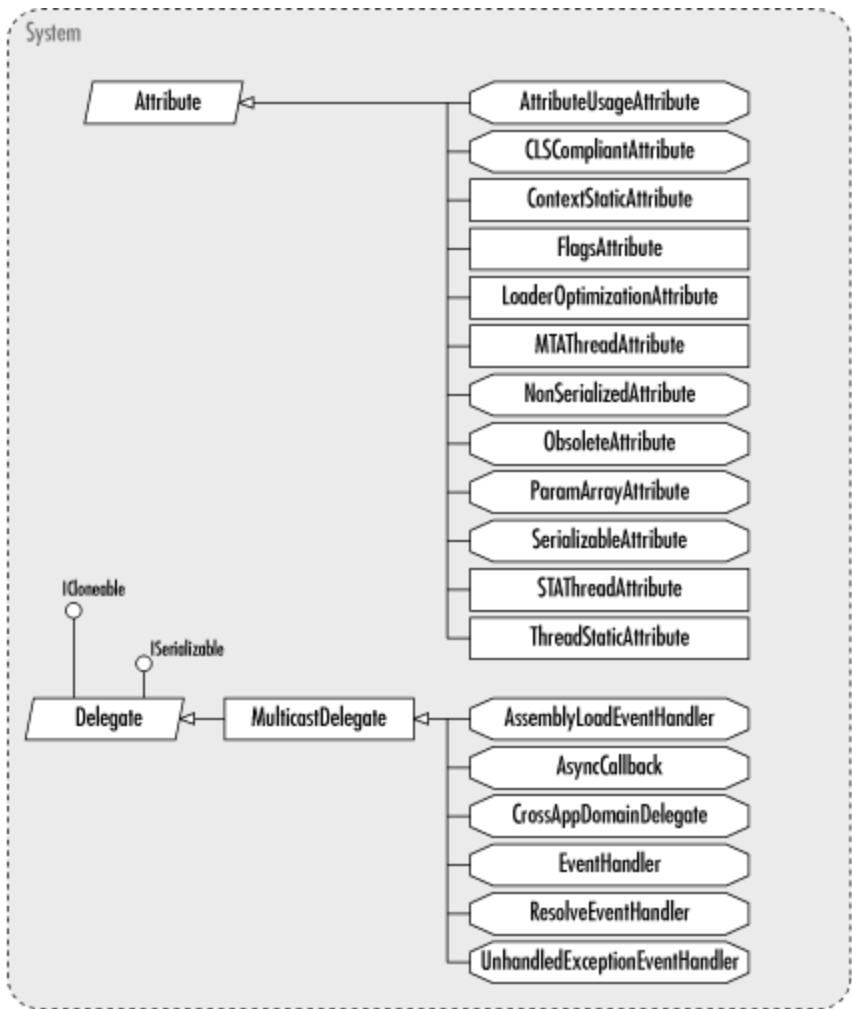 System
Attribute
AttributeUsageAttribute
CLSCompliantAttribute
ContextStaticAttribute
FlagsAttribute
LoaderOptimizationAttribute
MTAThreadAttribute
NonSerializedAttribute
ObsoleteAttribute
ParamArrayAttribute
SerializableAttribute
STAThreadAttribute
ThreadStaticAttribute
ICloneable
ISerializable
Delegate
MulticastDelegate
AssemblyLoadEventHandler
AsyncCallback
CrossAppDomainDelegate
EventHandler
ResolveEventHandler
UnhandledExceptionEventHandler